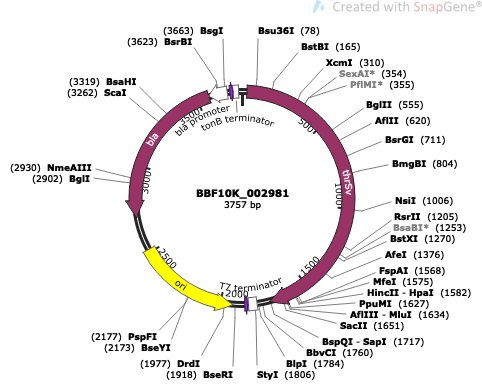 Created with SnapGene®
(3663) BsgI
(3623) BsrBI
Bsu36I (78)
BstBI (165)
XcmI (310)
SexAI* (354)
PflMI* (355)
BglII (555)
AflII (620)
BsrGI (711)
BmgBI (804)
NsiI (1006)
RsrII (1205)
BsaBI* (1253)
BstXI (1270)
AfeI (1376)
FspAI (1568)
MfeI (1575)
HincII - HpaI (1582)
PpuMI (1627)
AflIII - MluI (1634)
SacII (1651)
BspQI - SapI (1717)
BbvCI (1760)
BlpI (1784)
StyI (1806)
(1918) BseRI
(1977) DrdI
(2173) BseYI
(2177) PspFI
(2902) BglI
(2930) NmeAIII
(3262) ScaI
(3319) BsaHI
bla promoter
tonB terminator
bla
thrSv
ori
T7 terminator
500
1000
1500
2000
2500
3000
3500
BBF10K_002981
3757 bp